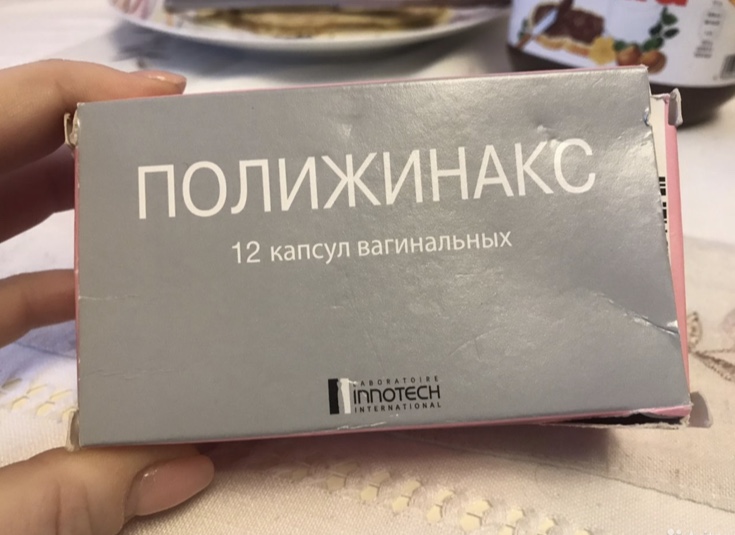 ПОЛИЖИНАКС
12 капсул вагинальных
LABORATOIRE
INNOTECH
INTERNATIONAL